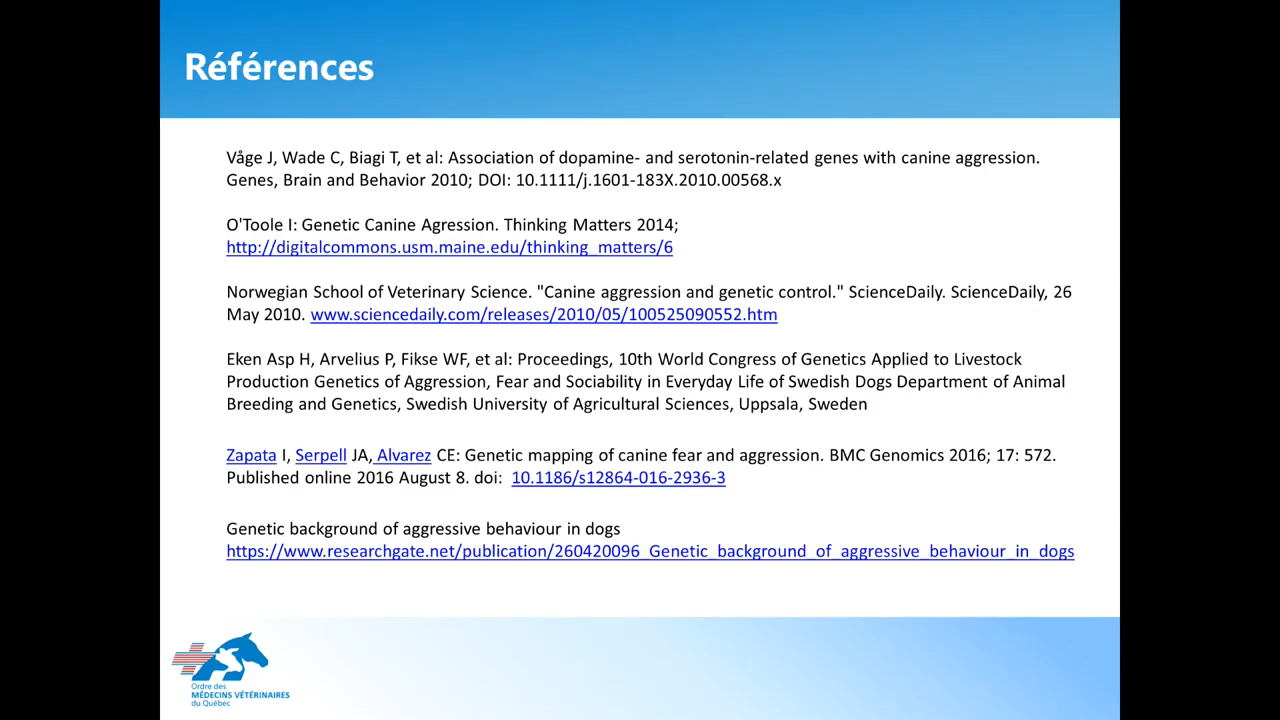 Références
Våge J, Wade C, Biagi T, et al: Association of dopamine- and serotonin-related genes with canine aggression.
Genes, Brain and Behavior 2010; DOI: 10.1111/j.1601-183X.2010.00568.x
O'Toole I: Genetic Canine Agression. Thinking Matters 2014;
http://digitalcommons.usm.maine.edu/thinking_matters/6
Norwegian School of Veterinary Science. "Canine aggression and genetic control." ScienceDaily. ScienceDaily, 26
May 2010. www.sciencedaily.com/releases/2010/05/100525090552.htm
Eken Asp H, Arvelius P, Fikse WF, et al: Proceedings, 10th World Congress of Genetics Applied to Livestock
Production Genetics of Aggression, Fear and Sociability in Everyday Life of Swedish Dogs Department of Animal
Breeding and Genetics, Swedish University of Agricultural Sciences, Uppsala, Sweden
Zapata I, Serpell JA, Alvarez CE: Genetic mapping of canine fear and aggression. BMC Genomics 2016; 17: 572.
Published online 2016 August 8. doi: 10.1186/s12864-016-2936-3
Genetic background of aggressive behaviour in dogs
https://www.researchgate.net/publication/260420096_Genetic_background_of_aggressive_behaviour_in_dogs
Ordre des
MÉDECINS VÉTÉRINAIRES
du Québec